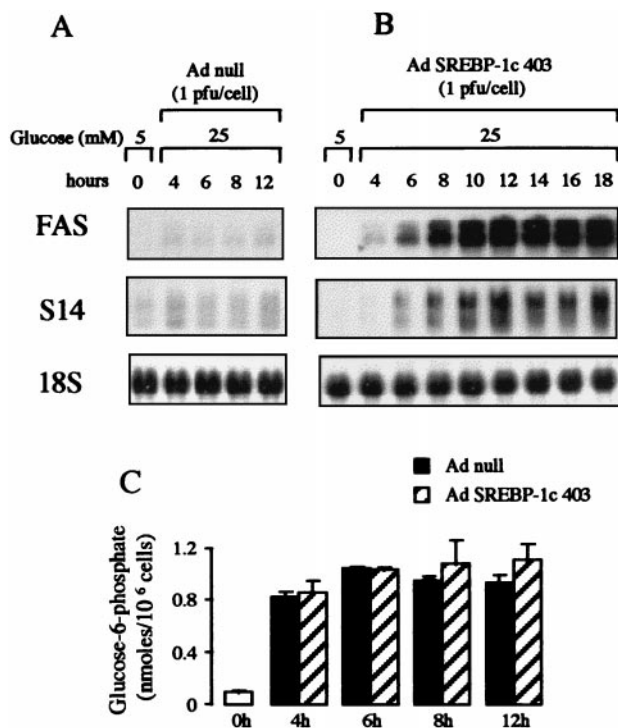 A
B
Ad null
(1 pfu/cell)
Ad SREBP-1c 403
(1 pfu/cell)
Glucose (mM) 5 25 5 25
hours 0 4 6 8 12 0 4 6 8 10 12 14 16 18
FAS
S14
18S
C
Ad null
Ad SREBP-1c 403
Glucose-6-phosphate
(nmoles/10⁶ cells)
1.2
0.8
0.4
0
0h 4h 6h 8h 12h